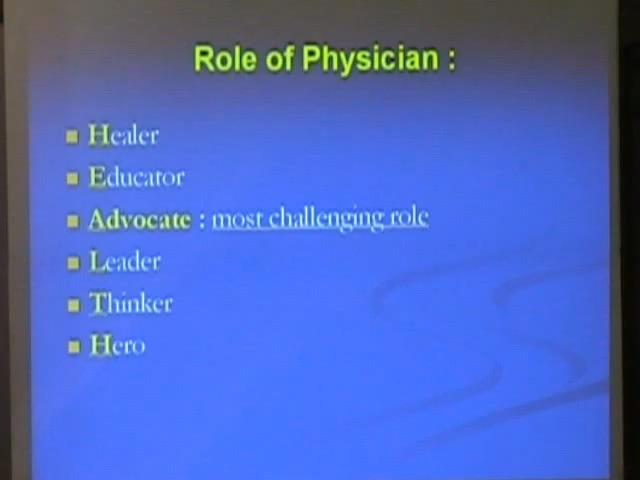 Role of Physician :
Healer
Educator
Advocate : most challenging role
Leader
Thinker
Hero